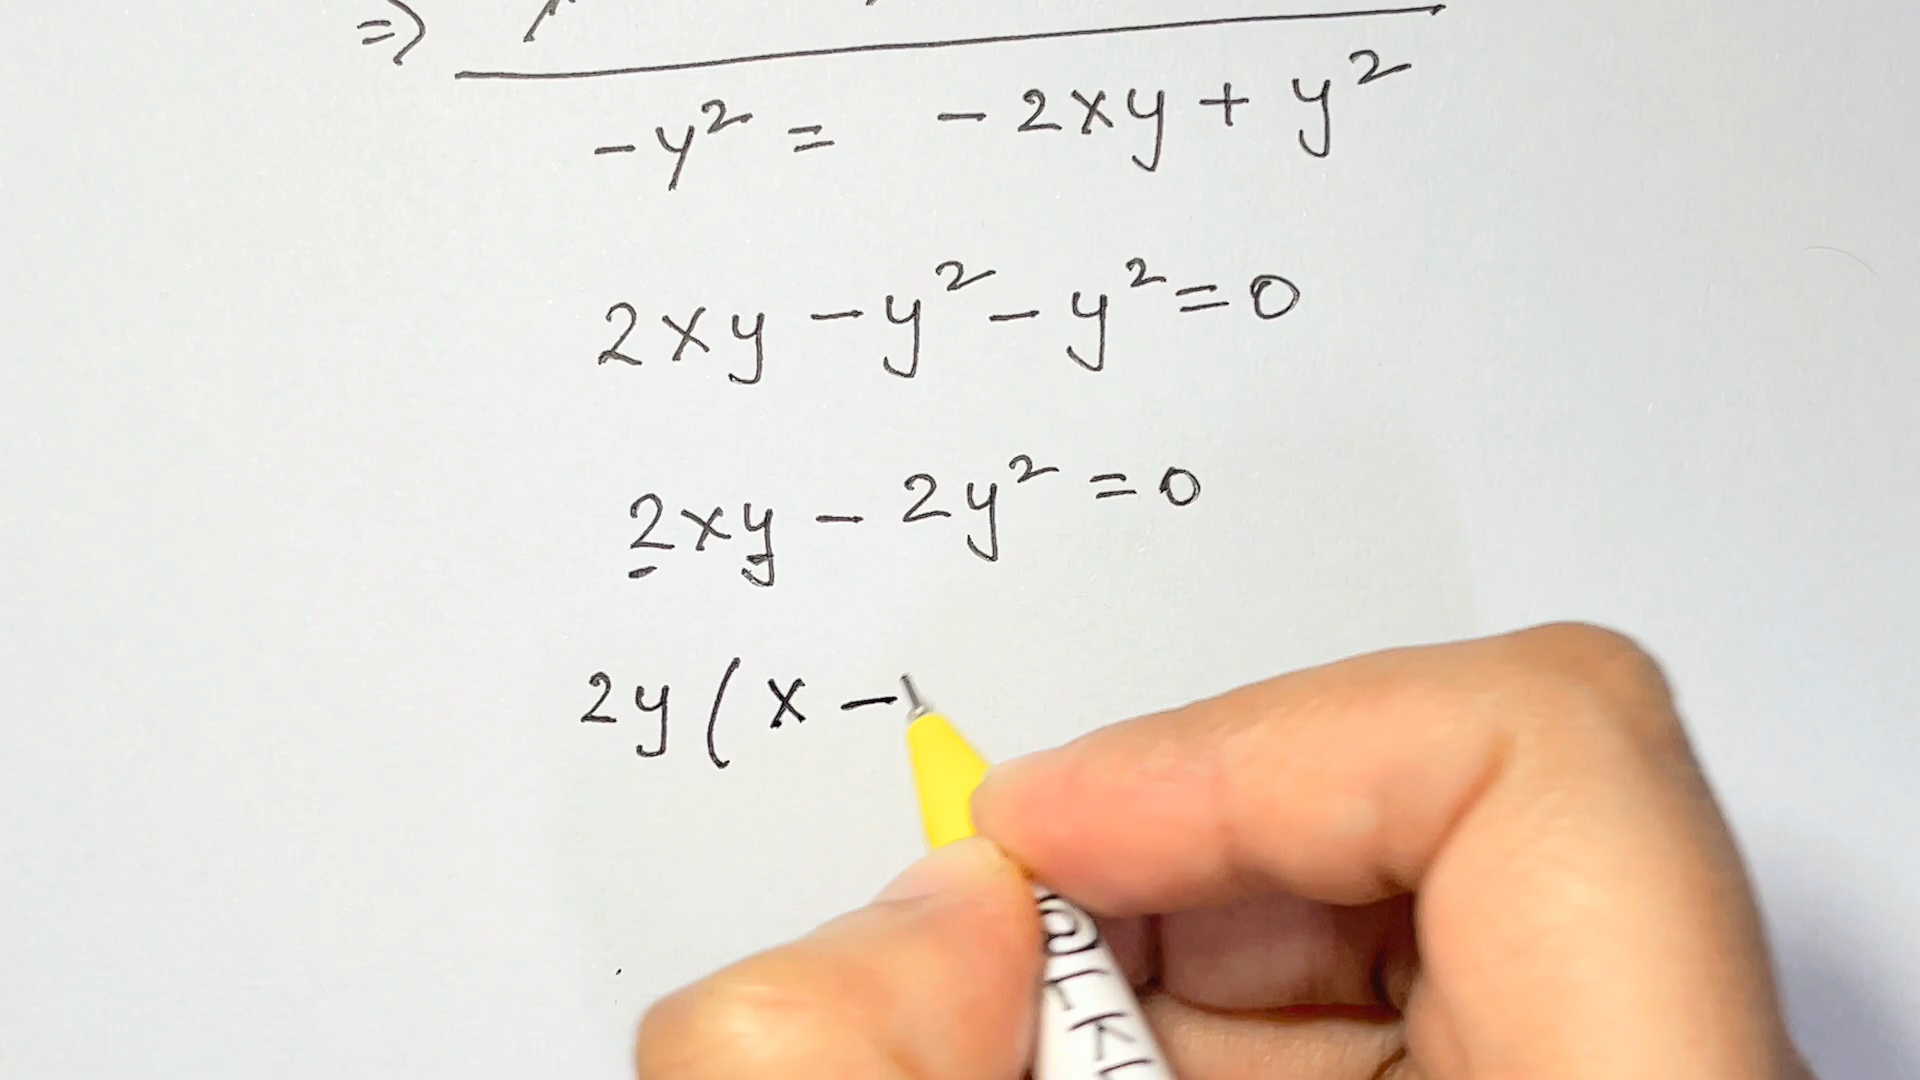 =>
-y² = -2xy + y²
2xy - y² - y² = 0
2xy - 2y² = 0
2y ( x -